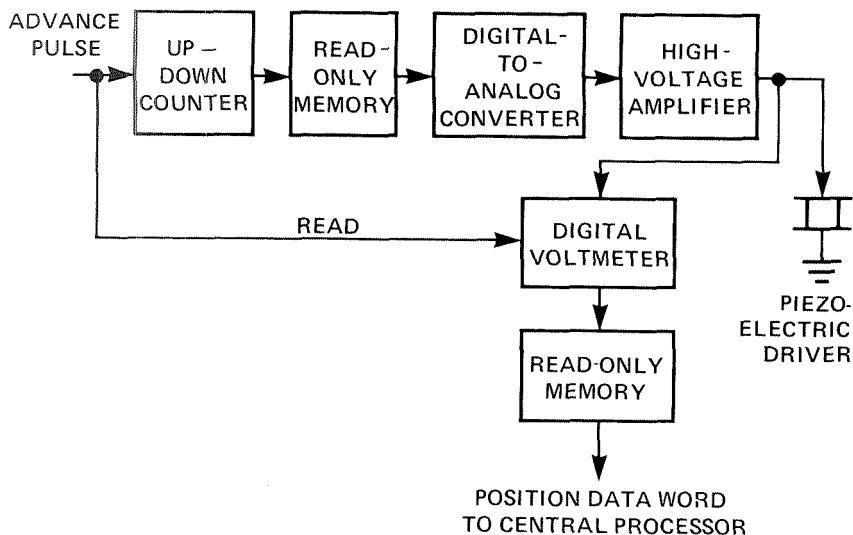 ADVANCE
PULSE
UP –
DOWN
COUNTER
READ-
ONLY
MEMORY
DIGITAL-
TO-
ANALOG
CONVERTER
HIGH-
VOLTAGE
AMPLIFIER
READ
DIGITAL
VOLTMETER
PIEZO-
ELECTRIC
DRIVER
READ-ONLY
MEMORY
POSITION DATA WORD
TO CENTRAL PROCESSOR